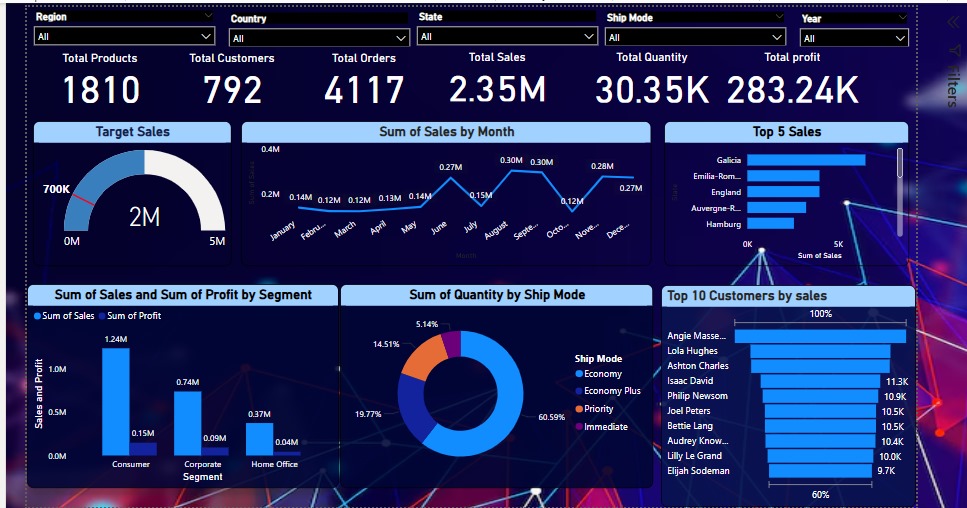 Region
Country
State
Ship Mode
Year
All
All
All
All
All
Total Products
Total Customers
Total Orders
Total Sales
Total Quantity
Total profit
1810
792
4117
2.35M
30.35K
283.24K
Filters
Target Sales
700K
2M
0M
5M
Sum of Sales by Month
0.4M
0.2M
Sum of Sales
0.14M
0.12M
0.12M
0.13M
0.14M
0.27M
0.15M
0.30M
0.30M
0.12M
0.28M
0.27M
January
Febru...
March
April
May
June
July
August
Septe...
Octo...
Nove...
Dece...
Month
Top 5 Sales
State
Galicia
Emilia-Rom...
England
Auvergne-R...
Hamburg
0K
5K
Sum of Sales
Sum of Sales and Sum of Profit by Segment
Sum of Sales
Sum of Profit
Sales and Profit
1.0M
0.5M
0.0M
1.24M
0.15M
0.74M
0.09M
0.37M
0.04M
Consumer
Corporate
Home Office
Segment
Sum of Quantity by Ship Mode
5.14%
14.51%
19.77%
60.59%
Ship Mode
Economy
Economy Plus
Priority
Immediate
Top 10 Customers by sales
100%
Angie Masse...
Lola Hughes
Ashton Charles
Isaac David
11.3K
Philip Newsom
10.9K
Joel Peters
10.5K
Bettie Lang
10.5K
Audrey Know...
10.4K
Lilly Le Grand
10.0K
Elijah Sodeman
9.7K
60%